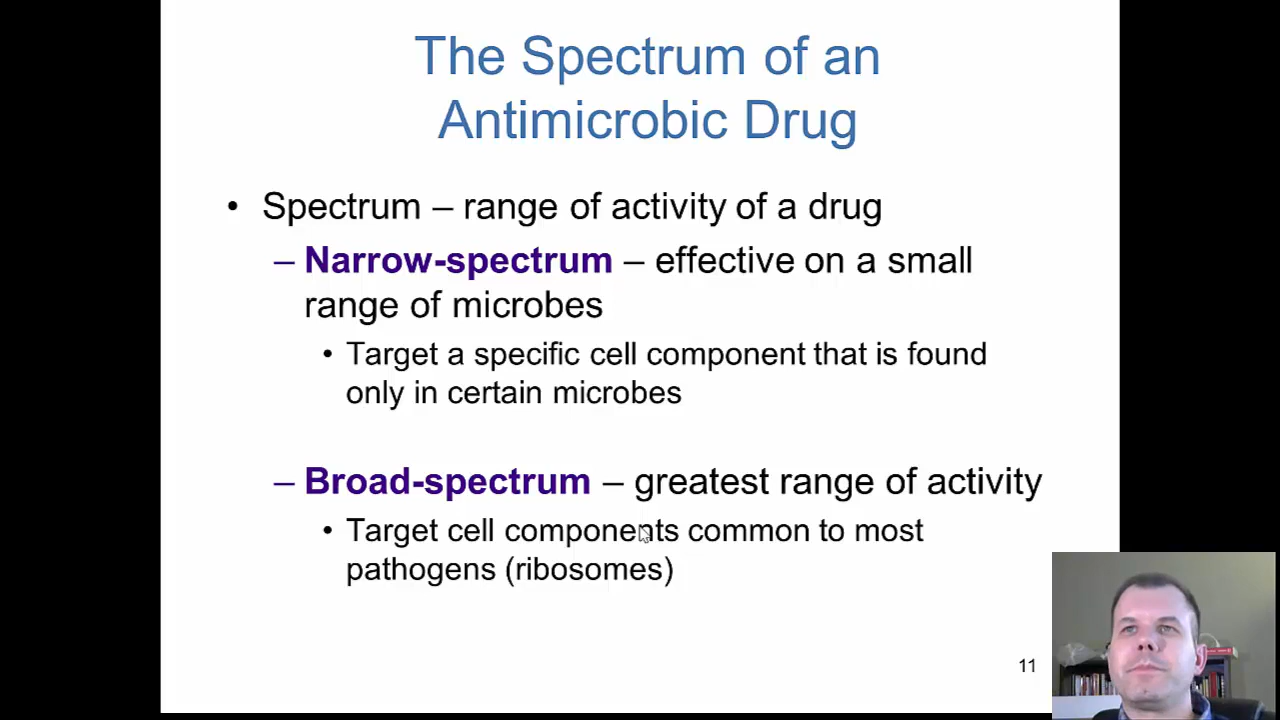 The Spectrum of an
Antimicrobic Drug
• Spectrum – range of activity of a drug
– Narrow-spectrum – effective on a small
range of microbes
• Target a specific cell component that is found
only in certain microbes
– Broad-spectrum – greatest range of activity
• Target cell components common to most
pathogens (ribosomes)
11